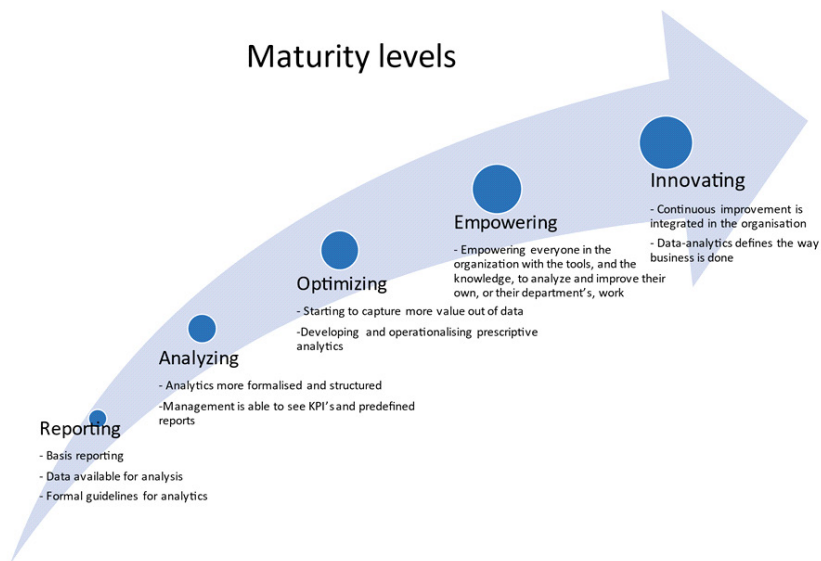 Maturity levels
Innovating
- Continuous improvement is
integrated in the organisation
- Data-analytics defines the way
business is done
Empowering
- Empowering everyone in the
organization with the tools, and the
knowledge, to analyze and improve their
own, or their department's, work
Optimizing
- Starting to capture more value out of data
-Developing and operationalising prescriptive
analytics
Analyzing
- Analytics more formalised and structured
-Management is able to see KPI's and predefined
reports
Reporting
- Basis reporting
- Data available for analysis
- Formal guidelines for analytics